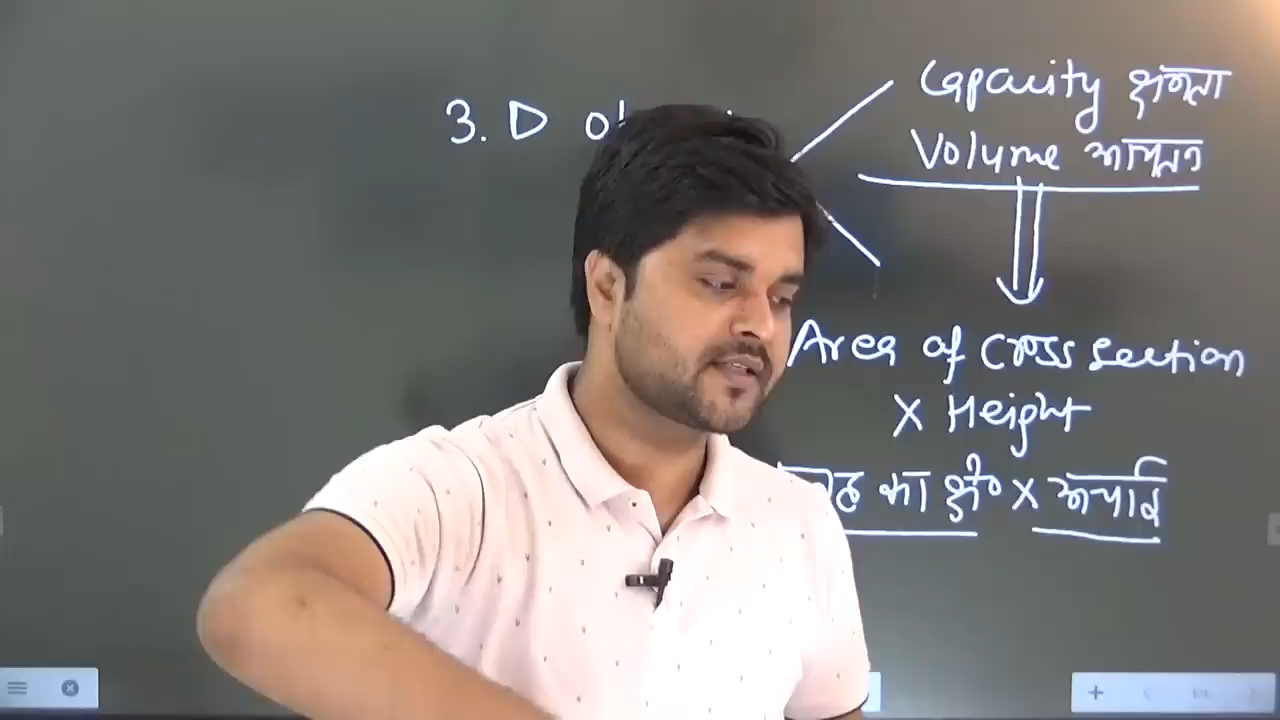 3. D
Capacity क्षमता
Volume आयतन
Area of cross section
X Height
का क्षे० X ऊँचाई